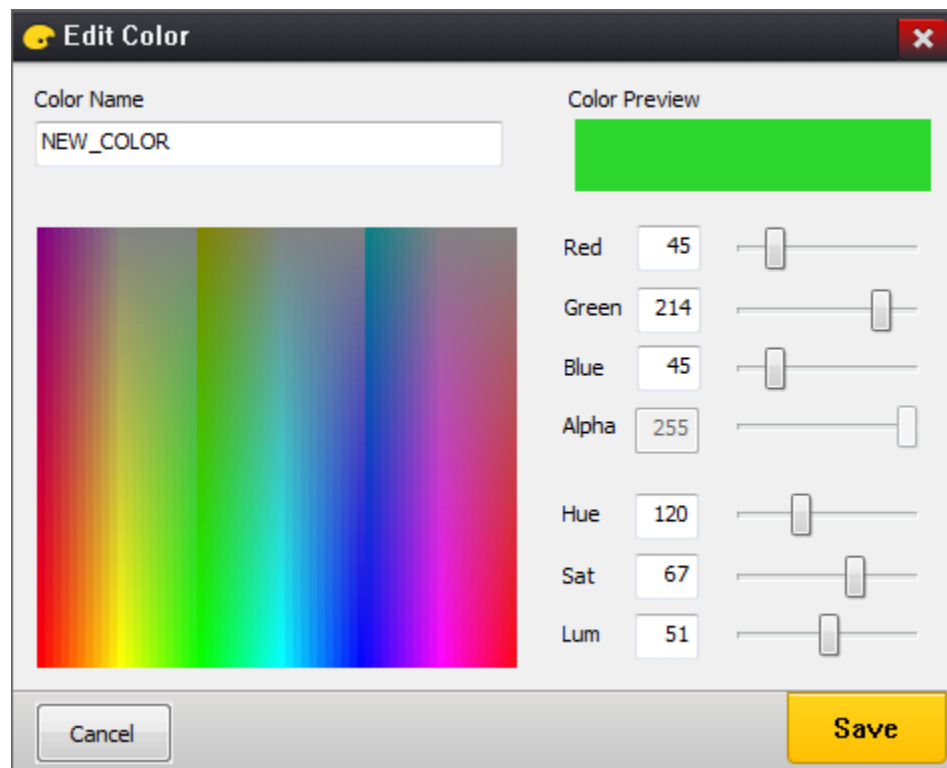 Edit Color
Color Name
Color Preview
NEW_COLOR
Red 45
Green 214
Blue 45
Alpha 255
Hue 120
Sat 67
Lum 51
Cancel
Save